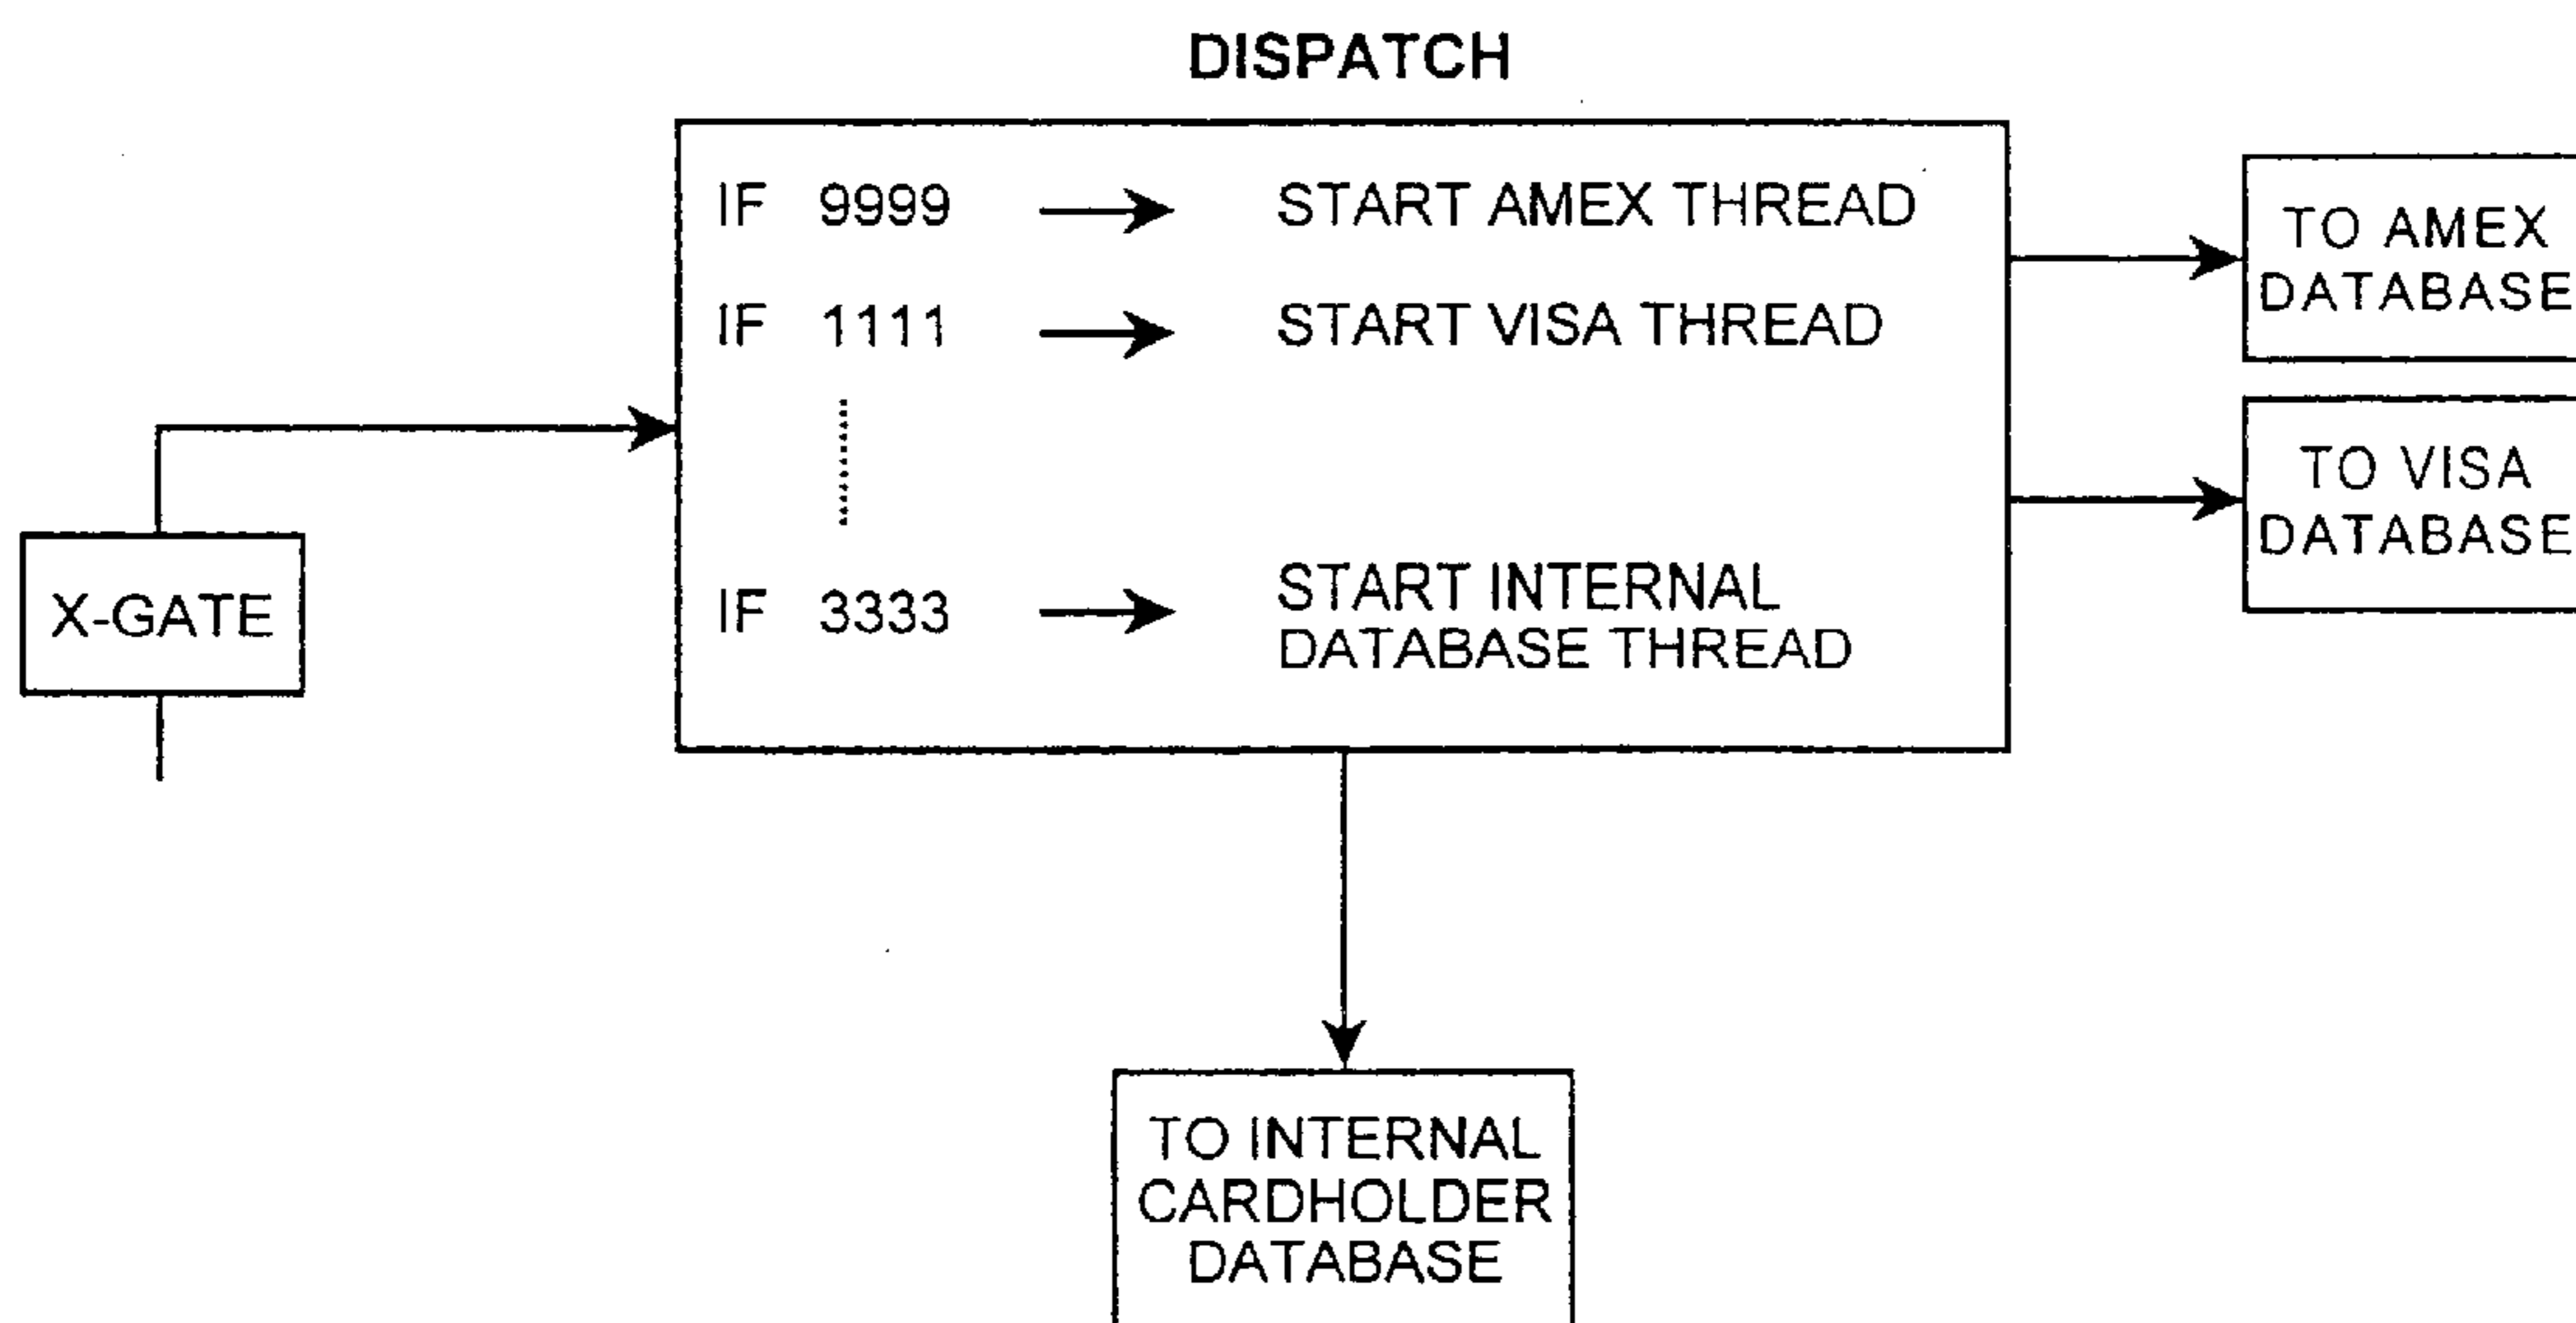 DISPATCH
IF 9999 → START AMEX THREAD
IF 1111 → START VISA THREAD
IF 3333 → START INTERNAL
DATABASE THREAD
X-GATE
TO AMEX
DATABASE
TO VISA
DATABASE
TO INTERNAL
CARDHOLDER
DATABASE